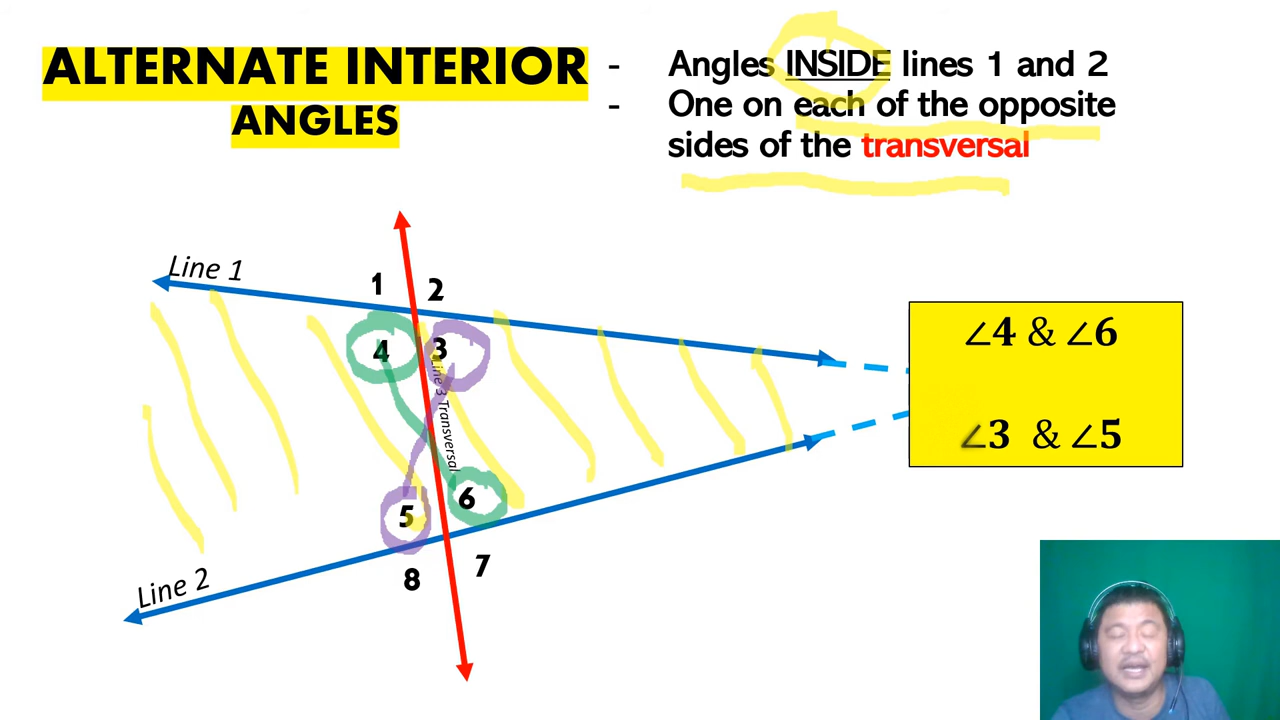 ALTERNATE INTERIOR
ANGLES
- Angles INSIDE lines 1 and 2
- One on each of the opposite
sides of the transversal
Line 1
1
2
4
3
Line 3 Transversal
5
6
8
7
Line 2
∠4 & ∠6
∠3 & ∠5